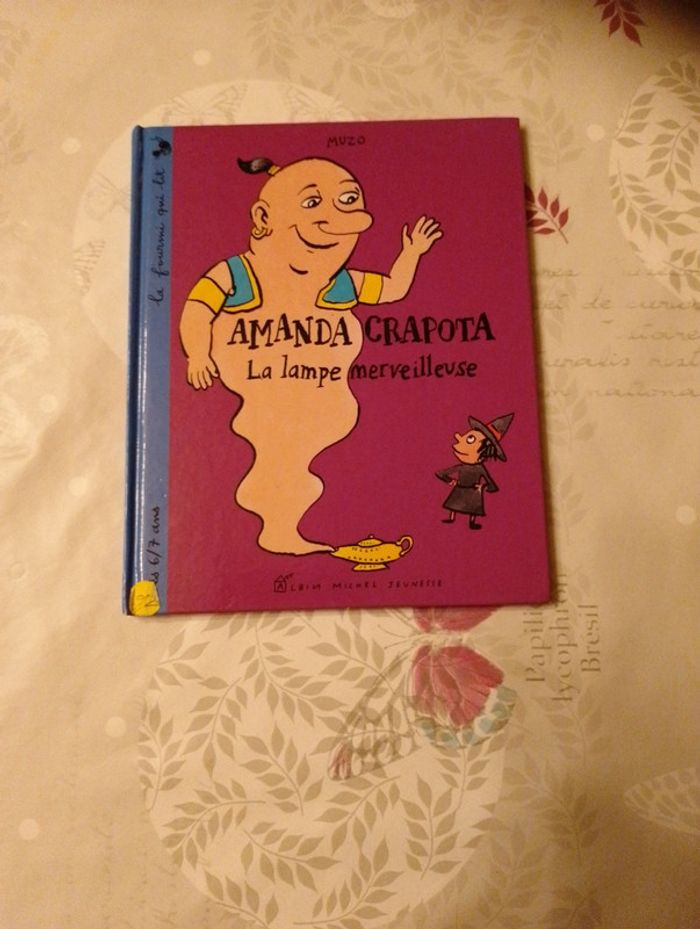 MUZO
AMANDA CRAPOTA
La lampe merveilleuse
ALBIN MICHEL JEUNESSE
la fourmi qui lit
6/7 ans
Papilio
lycophron
Brésil